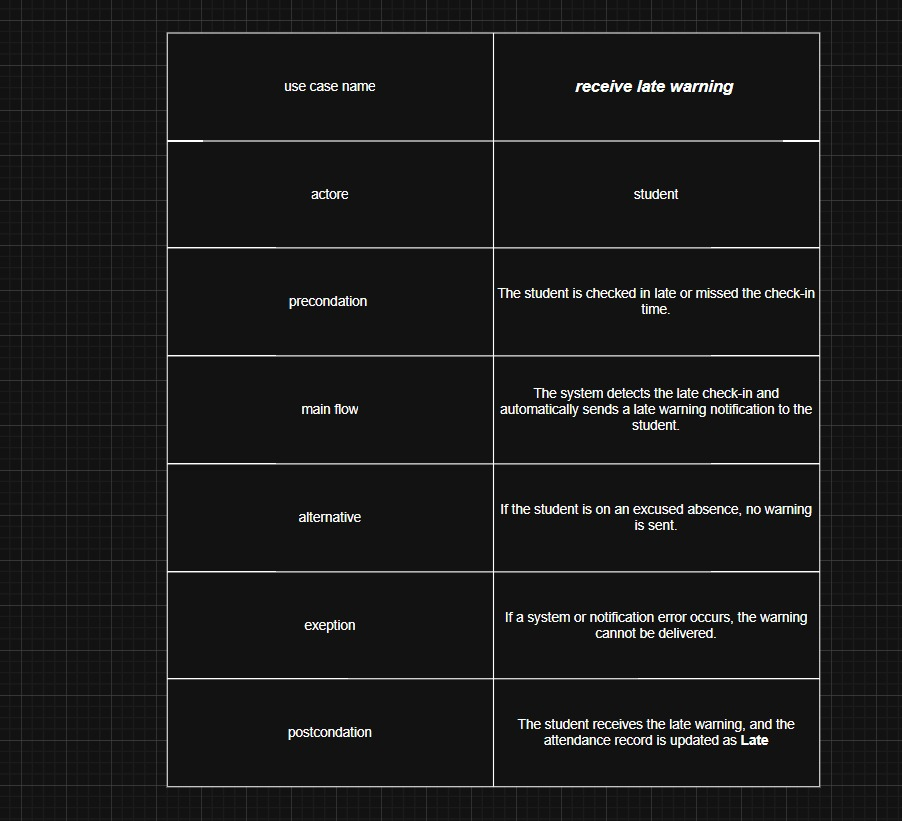 use case name
receive late warning
actore
student
precondation
The student is checked in late or missed the check-in
time.
main flow
The system detects the late check-in and
automatically sends a late warning notification to the
student.
alternative
If the student is on an excused absence, no warning
is sent.
exeption
If a system or notification error occurs, the warning
cannot be delivered.
postcondation
The student receives the late warning, and the
attendance record is updated as Late